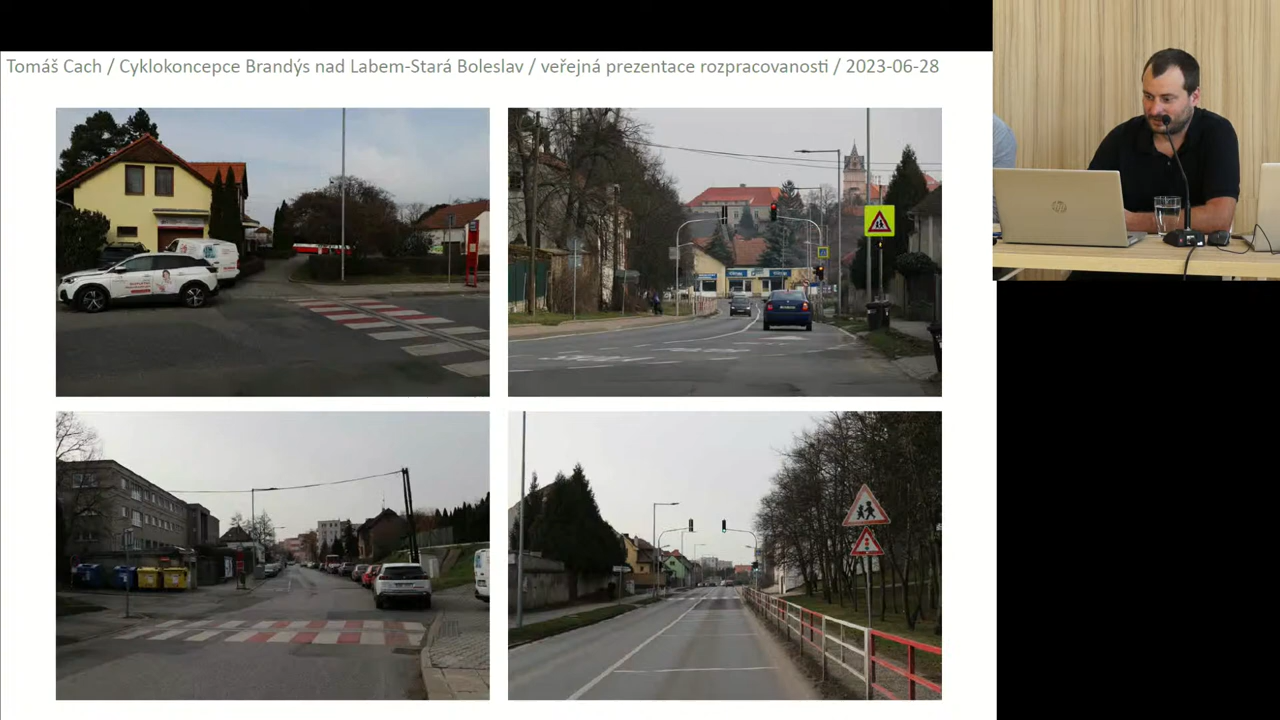 Tomáš Cach / Cyklokoncepce Brandýs nad Labem-Stará Boleslav / veřejná prezentace rozpracovanosti / 2023-06-28